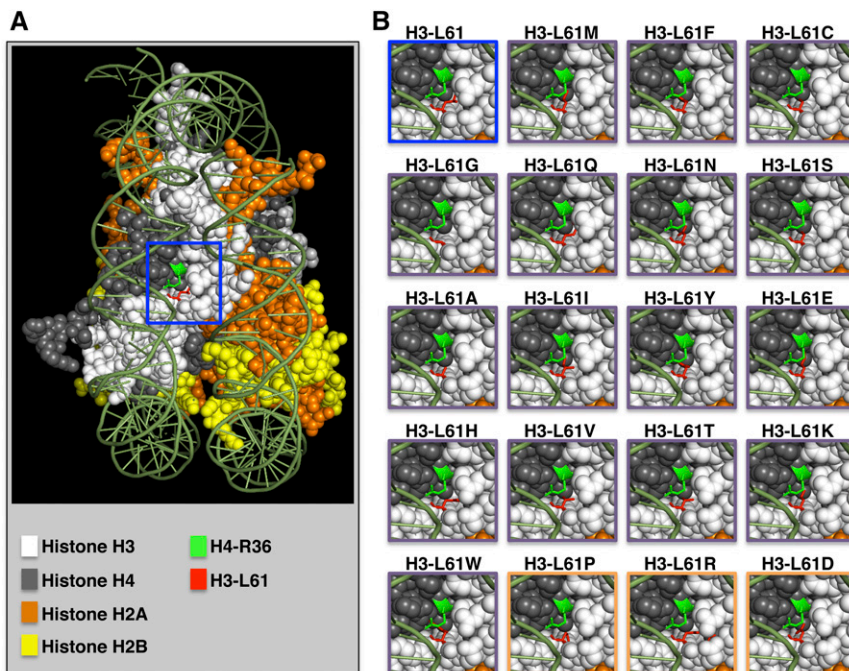 A
Histone H3
Histone H4
Histone H2A
Histone H2B
H4-R36
H3-L61
B
H3-L61 H3-L61M H3-L61F H3-L61C
H3-L61G H3-L61Q H3-L61N H3-L61S
H3-L61A H3-L61I H3-L61Y H3-L61E
H3-L61H H3-L61V H3-L61T H3-L61K
H3-L61W H3-L61P H3-L61R H3-L61D